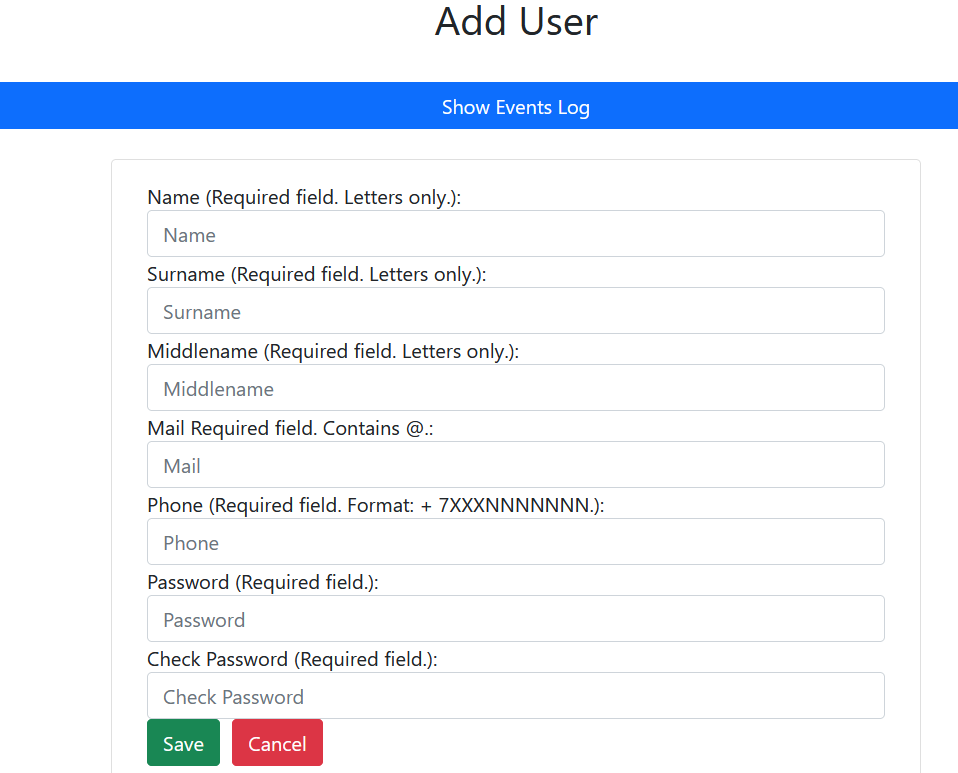 Add User
Show Events Log
Name (Required field. Letters only.):
Name
Surname (Required field. Letters only.):
Surname
Middlename (Required field. Letters only.):
Middlename
Mail Required field. Contains @.:
Mail
Phone (Required field. Format: + 7XXXNNNNNNN.):
Phone
Password (Required field.):
Password
Check Password (Required field.):
Check Password
Save Cancel